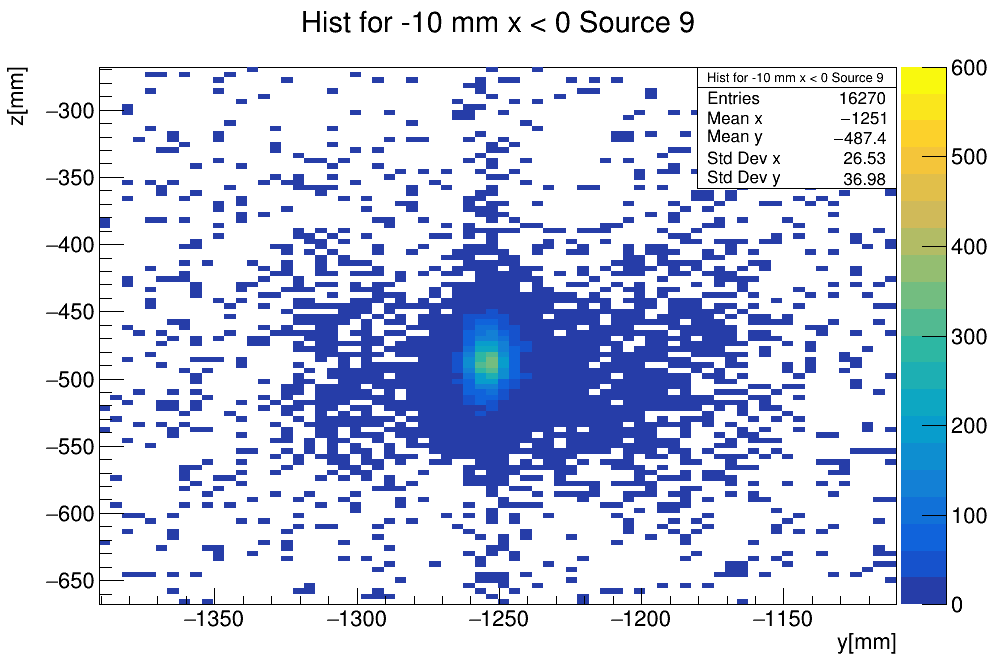 Hist for -10 mm x < 0 Source 9
z[mm]
Hist for -10 mm x < 0 Source 9
Entries 16270
Mean x −1251
Mean y −487.4
Std Dev x 26.53
Std Dev y 36.98
−300
−350
−400
−450
−500
−550
−600
−650
−1350
−1300
−1250
−1200
−1150
y[mm]
600
500
400
300
200
100
0